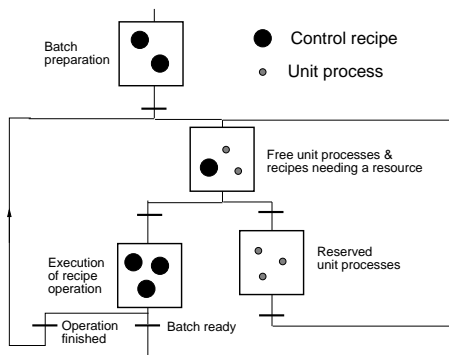 Batch
preparation
Control recipe
Unit process
Free unit processes &
recipes needing a resource
Execution
of recipe
operation
Reserved
unit processes
Operation
finished
Batch ready